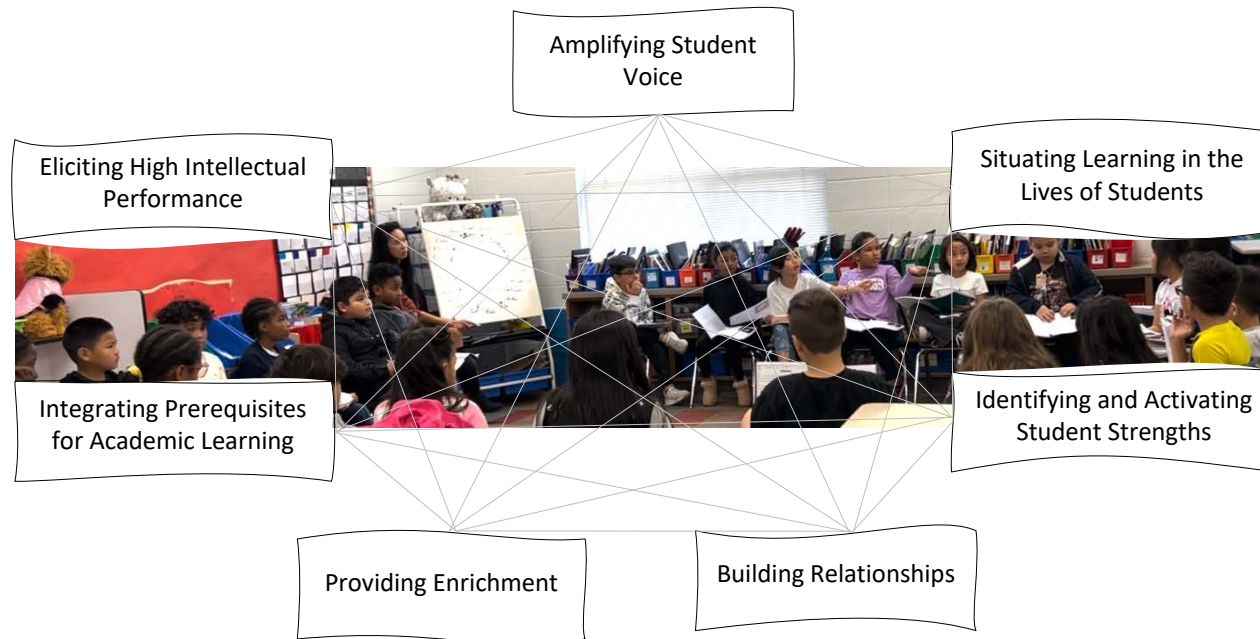 Amplifying Student
Voice
Eliciting High Intellectual
Performance
Situating Learning in the
Lives of Students
Integrating Prerequisites
for Academic Learning
Identifying and Activating
Student Strengths
Providing Enrichment
Building Relationships